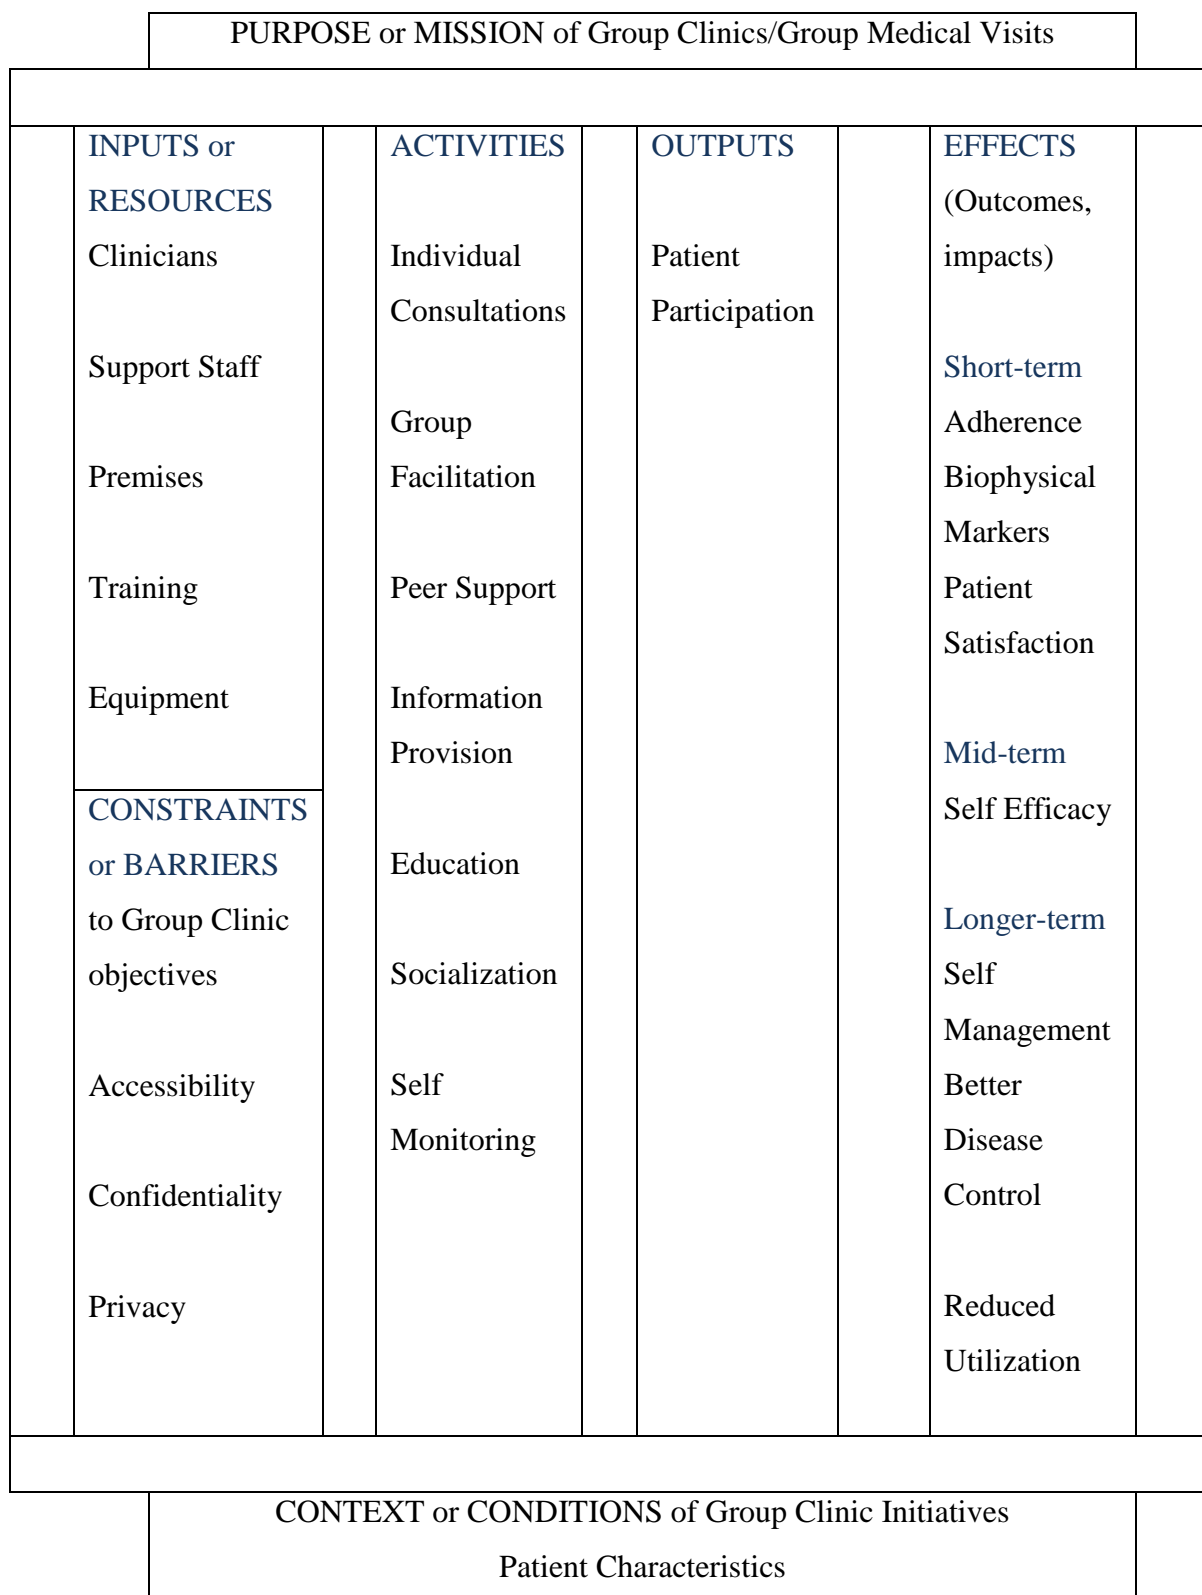 PURPOSE or MISSION of Group Clinics/Group Medical Visits
INPUTS or
RESOURCES
Clinicians
Support Staff
Premises
Training
Equipment
CONSTRAINTS
or BARRIERS
to Group Clinic
objectives
Accessibility
Confidentiality
Privacy
ACTIVITIES
Individual
Consultations
Group
Facilitation
Peer Support
Information
Provision
Education
Socialization
Self
Monitoring
OUTPUTS
Patient
Participation
EFFECTS
(Outcomes,
impacts)
Short-term
Adherence
Biophysical
Markers
Patient
Satisfaction
Mid-term
Self Efficacy
Longer-term
Self
Management
Better
Disease
Control
Reduced
Utilization
CONTEXT or CONDITIONS of Group Clinic Initiatives
Patient Characteristics